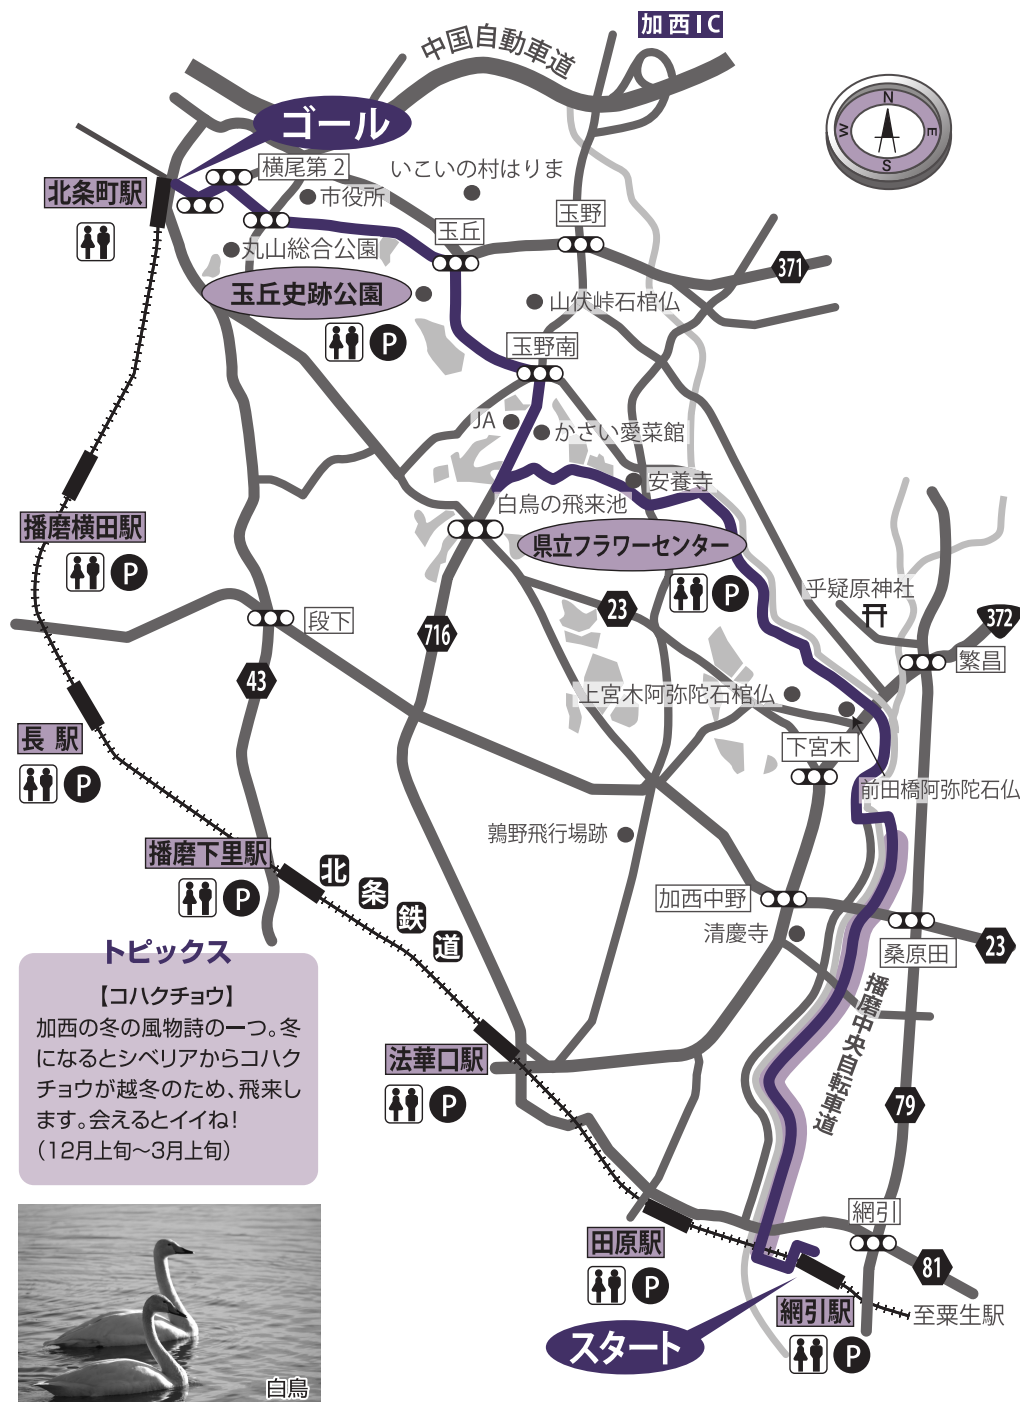 加西IC
中国自動車道
N
E
S
W
ゴール
横尾第2
いこいの村はりま
北条町駅
市役所
玉丘
玉野
丸山総合公園
371
玉丘史跡公園
山伏峠石棺仏
P
玉野南
JA
かさい愛菜館
安養寺
白鳥の飛来池
播磨横田駅
県立フラワーセンター
P
P
乎疑原神社
23
372
段下
716
繁昌
43
上宮木阿弥陀石棺仏
長 駅
下宮木
P
前田橋阿弥陀石仏
鶉野飛行場跡
播磨下里駅
P
北条鉄道
加西中野
清慶寺
桑原田
23
トピックス
【コハクチョウ】
加西の冬の風物詩の一つ。冬
になるとシベリアからコハク
チョウが越冬のため、飛来し
ます。会えるとイイね!
(12月上旬〜3月上旬)
播磨中央自転車道
法華口駅
P
79
網引
田原駅
P
81
網引駅
至粟生駅
スタート
P
白鳥